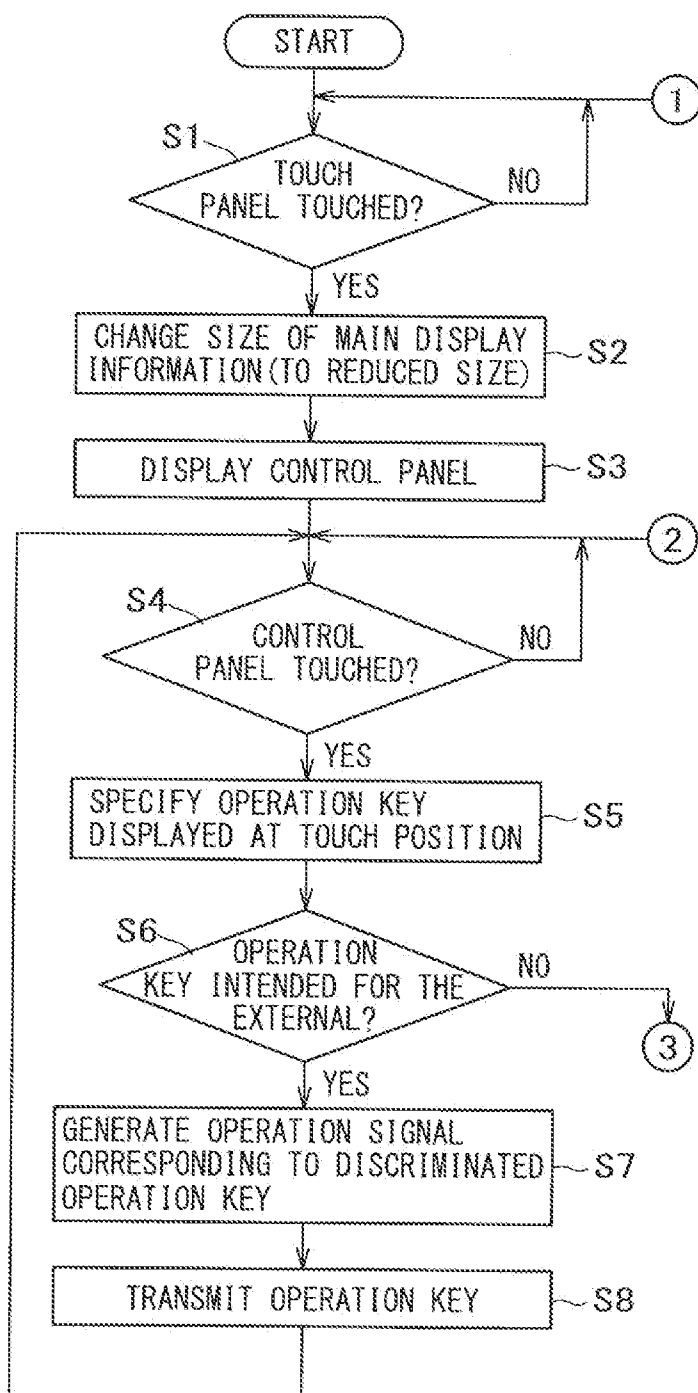 START
1
S1
TOUCH
PANEL TOUCHED?
NO
YES
CHANGE SIZE OF MAIN DISPLAY
INFORMATION(TO REDUCED SIZE)
S2
DISPLAY CONTROL PANEL
S3
2
S4
CONTROL
PANEL TOUCHED?
NO
YES
SPECIFY OPERATION KEY
DISPLAYED AT TOUCH POSITION
S5
S6
OPERATION
KEY INTENDED FOR THE
EXTERNAL?
NO
3
YES
GENERATE OPERATION SIGNAL
CORRESPONDING TO DISCRIMINATED
OPERATION KEY
S7
TRANSMIT OPERATION KEY
S8